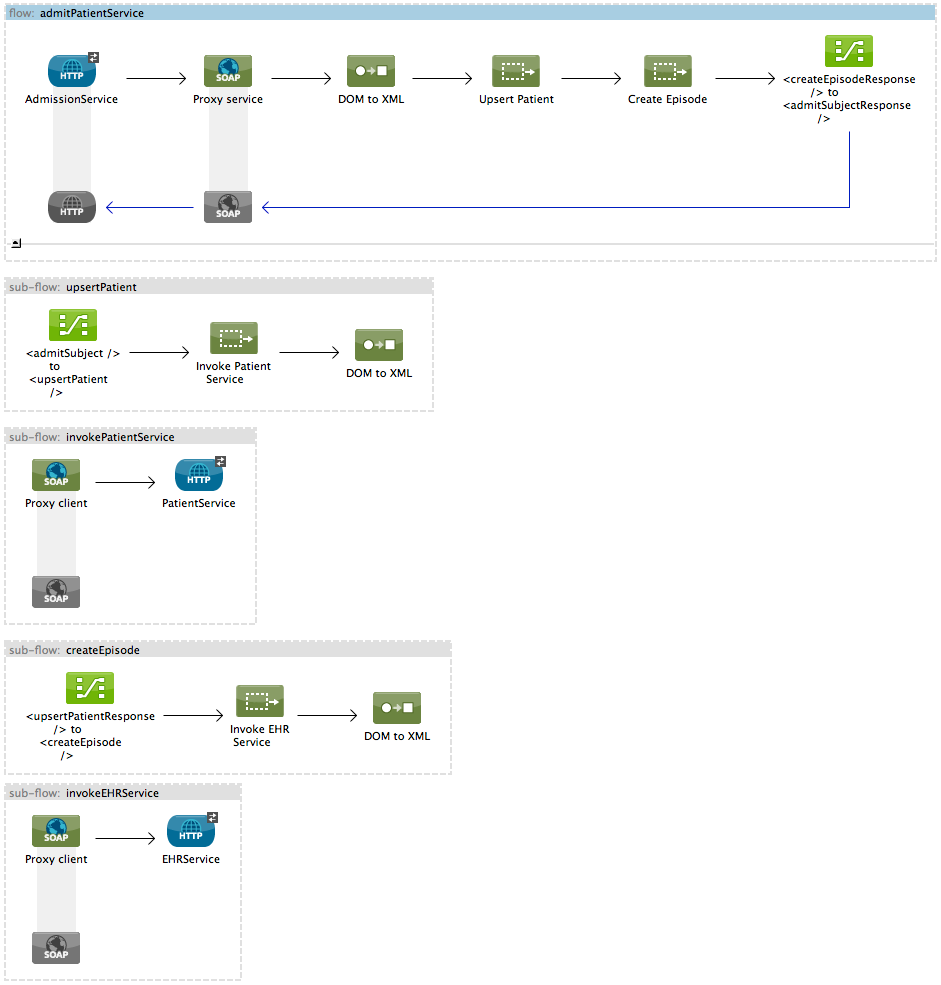 flow: admitPatientService
HTTP
SOAP
AdmissionService
Proxy service
DOM to XML
Upsert Patient
Create Episode
<createEpisodeResponse
/> to
<admitSubjectResponse
/>
HTTP
SOAP
sub-flow: upsertPatient
<admitSubject />
to
<upsertPatient
/>
Invoke Patient
Service
DOM to XML
sub-flow: invokePatientService
SOAP
HTTP
Proxy client
PatientService
SOAP
sub-flow: createEpisode
<upsertPatientResponse
/> to
<createEpisode
/>
Invoke EHR
Service
DOM to XML
sub-flow: invokeEHRService
SOAP
HTTP
Proxy client
EHRService
SOAP